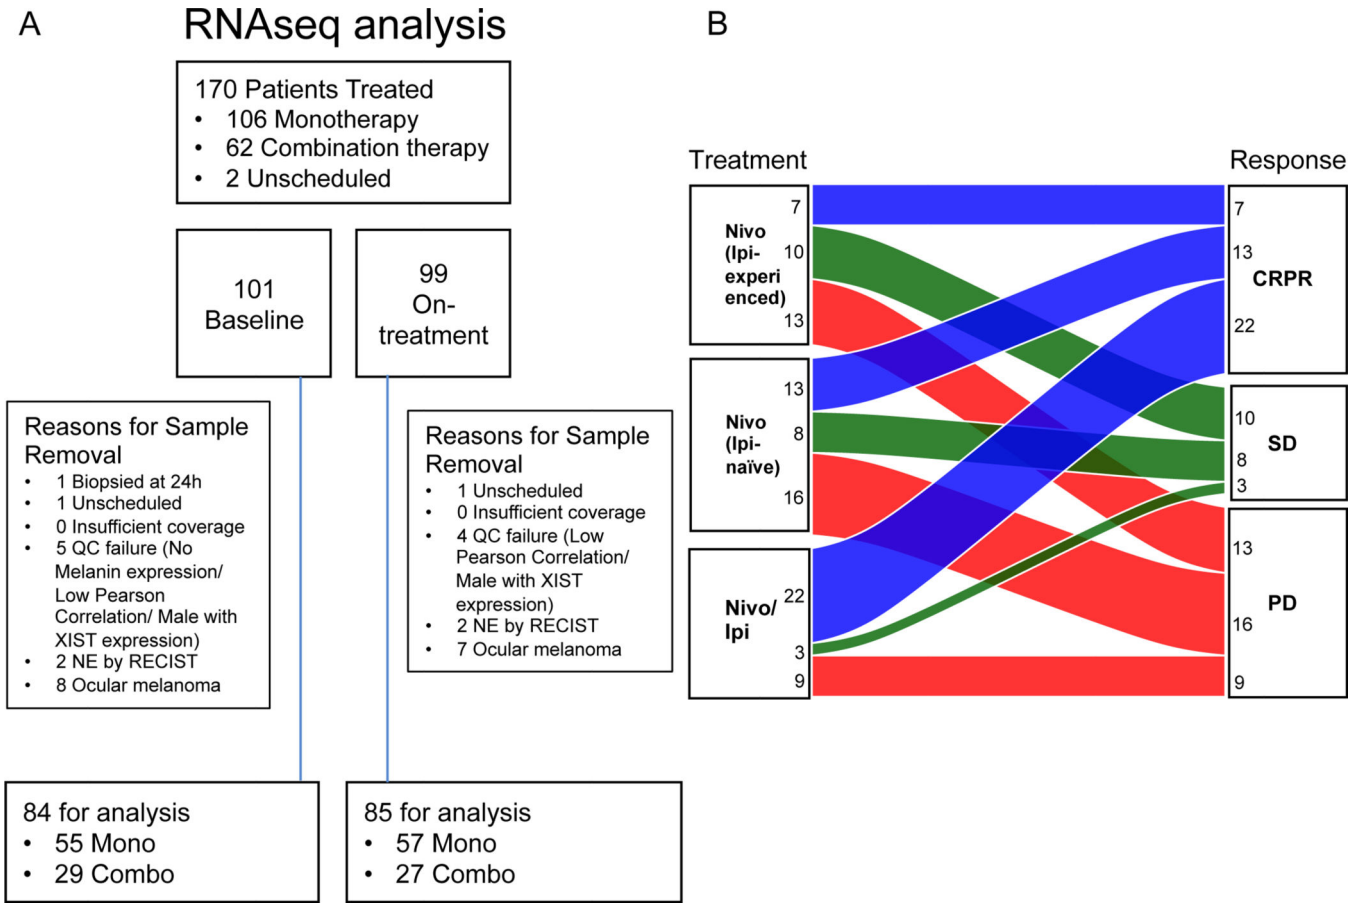 A
RNAseq analysis
170 Patients Treated
• 106 Monotherapy
• 62 Combination therapy
• 2 Unscheduled
101
Baseline
99
On-
treatment
Reasons for Sample
Removal
• 1 Biopsied at 24h
• 1 Unscheduled
• 0 Insufficient coverage
• 5 QC failure (No
Melanin expression/
Low Pearson
Correlation/ Male with
XIST expression)
• 2 NE by RECIST
• 8 Ocular melanoma
Reasons for Sample
Removal
• 1 Unscheduled
• 0 Insufficient coverage
• 4 QC failure (Low
Pearson Correlation/
Male with XIST
expression)
• 2 NE by RECIST
• 7 Ocular melanoma
84 for analysis
• 55 Mono
• 29 Combo
85 for analysis
• 57 Mono
• 27 Combo
B
Treatment
Nivo
(Ipi-
experi
enced)
7
10
13
Nivo
(Ipi-
naïve)
13
8
16
Nivo/
Ipi
22
3
9
Response
7
13
22
CRPR
10
8
3
SD
13
16
9
PD